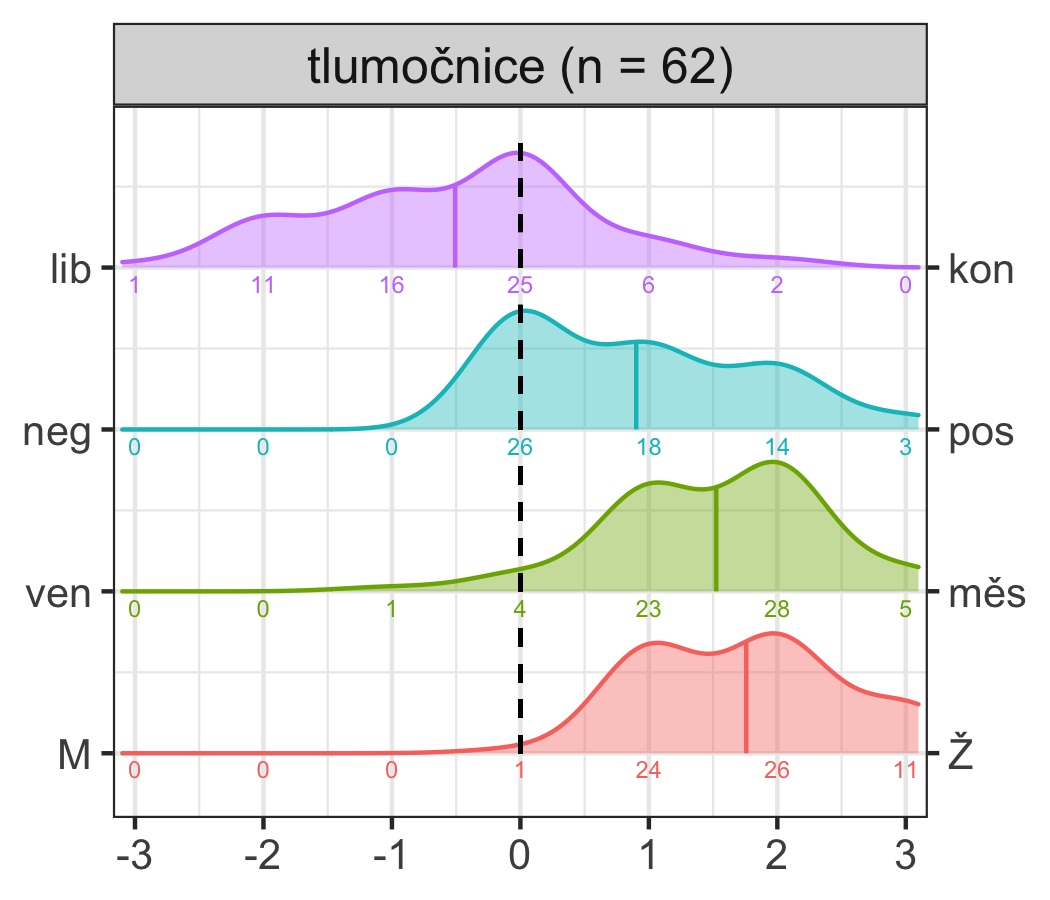 tlumočnice (n = 62)
lib kon
1 11 16 25 6 2 0
neg pos
0 0 0 26 18 14 3
ven měs
0 0 1 4 23 28 5
M Ž
0 0 0 1 24 26 11
-3 -2 -1 0 1 2 3